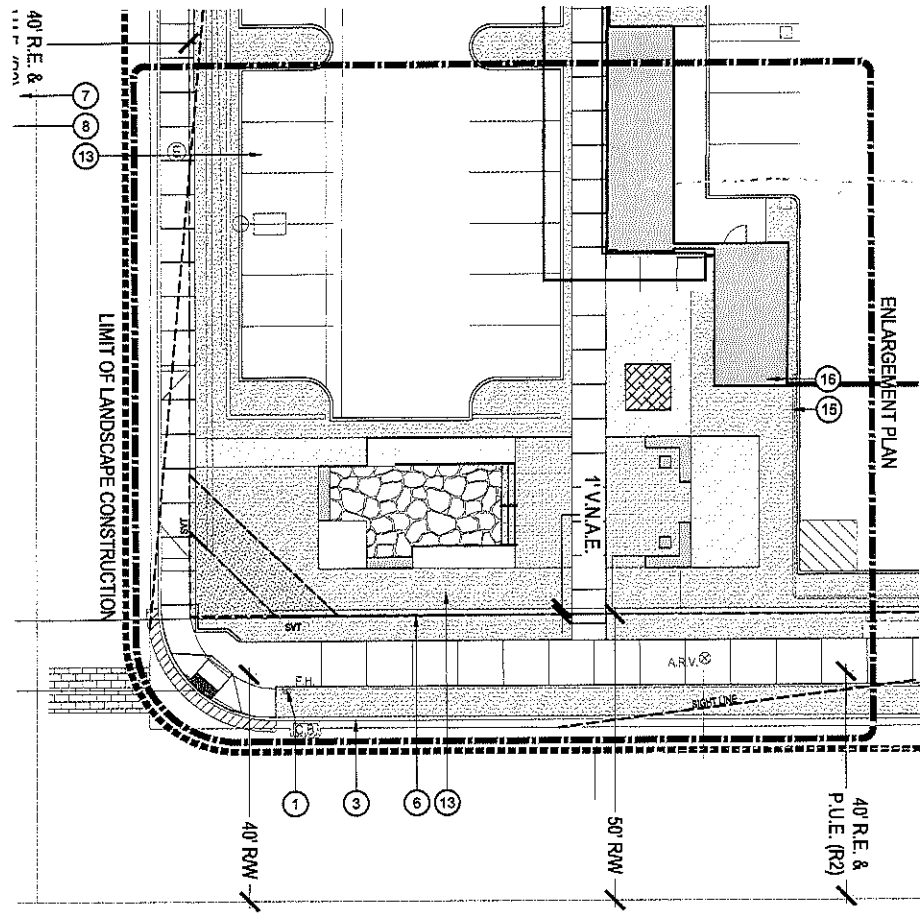 40' R.E. &
7
8
13
LIMIT OF LANDSCAPE CONSTRUCTION
ENLARGEMENT PLAN
16
15
1' V.N.A.E.
SVT
SVT
A.R.V.
F.H.
SIGHT LINE
C.B.
1
3
6
13
40' R/W
50' R/W
40' R.E. &
P.U.E. (R2)